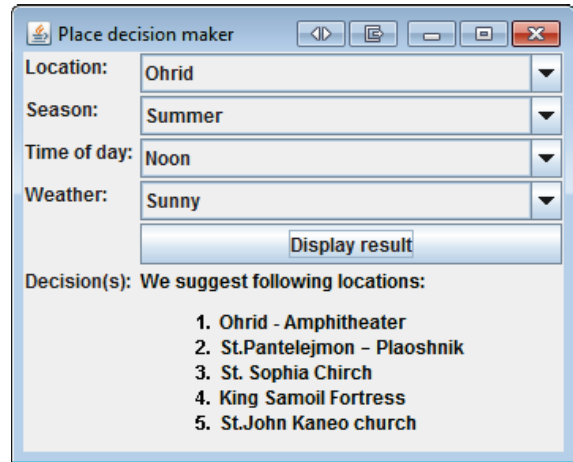 Place decision maker
Location: Ohrid
Season: Summer
Time of day: Noon
Weather: Sunny
Display result
Decision(s): We suggest following locations:
1. Ohrid - Amphitheater
2. St.Pantelejmon – Plaoshnik
3. St. Sophia Chirch
4. King Samoil Fortress
5. St.John Kaneo church